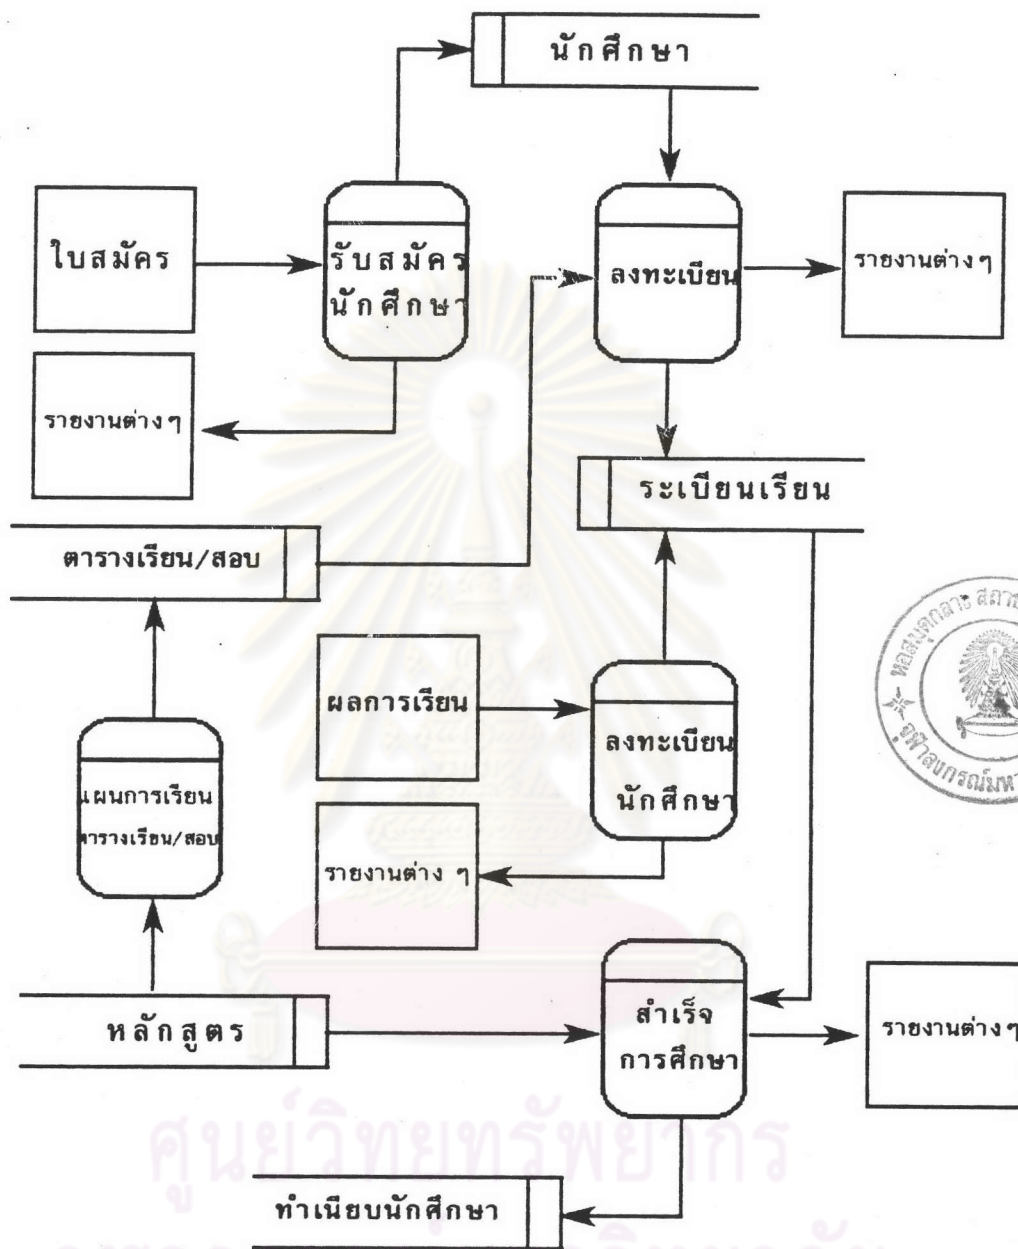 นักศึกษา
ใบสมัคร
รับสมัคร
นักศึกษา
ลงทะเบียน
รายงานต่างๆ
รายงานต่างๆ
ระเบียนเรียน
ตารางเรียน/สอบ
ผลการเรียน
ลงทะเบียน
นักศึกษา
แผนการเรียน
ตารางเรียน/สอบ
รายงานต่าง ๆ
หลักสูตร
สำเร็จ
การศึกษา
รายงานต่างๆ
ศูนย์วิทยทรัพยากร
ทำเนียบนักศึกษา